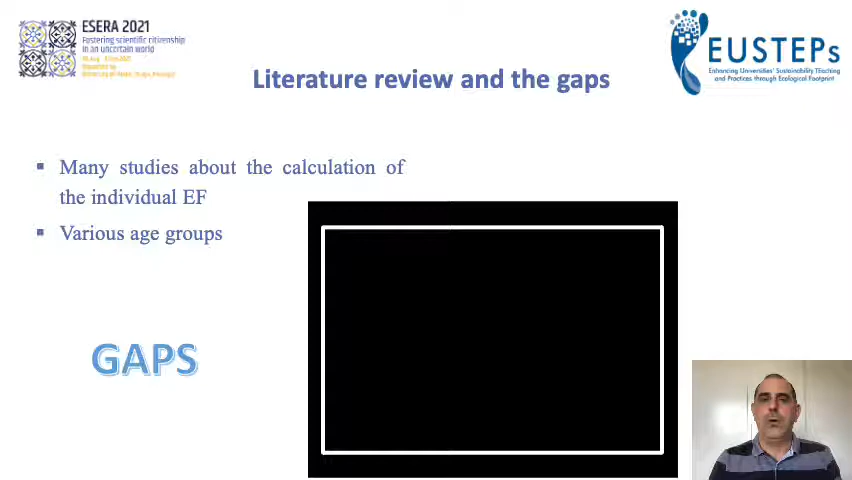 ESERA 2021
Fostering scientific citizenship
in an uncertain world
EUSTEPs
Enhancing Universities' Sustainability TEaching
and Practices through Ecological Footprint
Literature review and the gaps
▪ Many studies about the calculation of
the individual EF
▪ Various age groups
GAPS